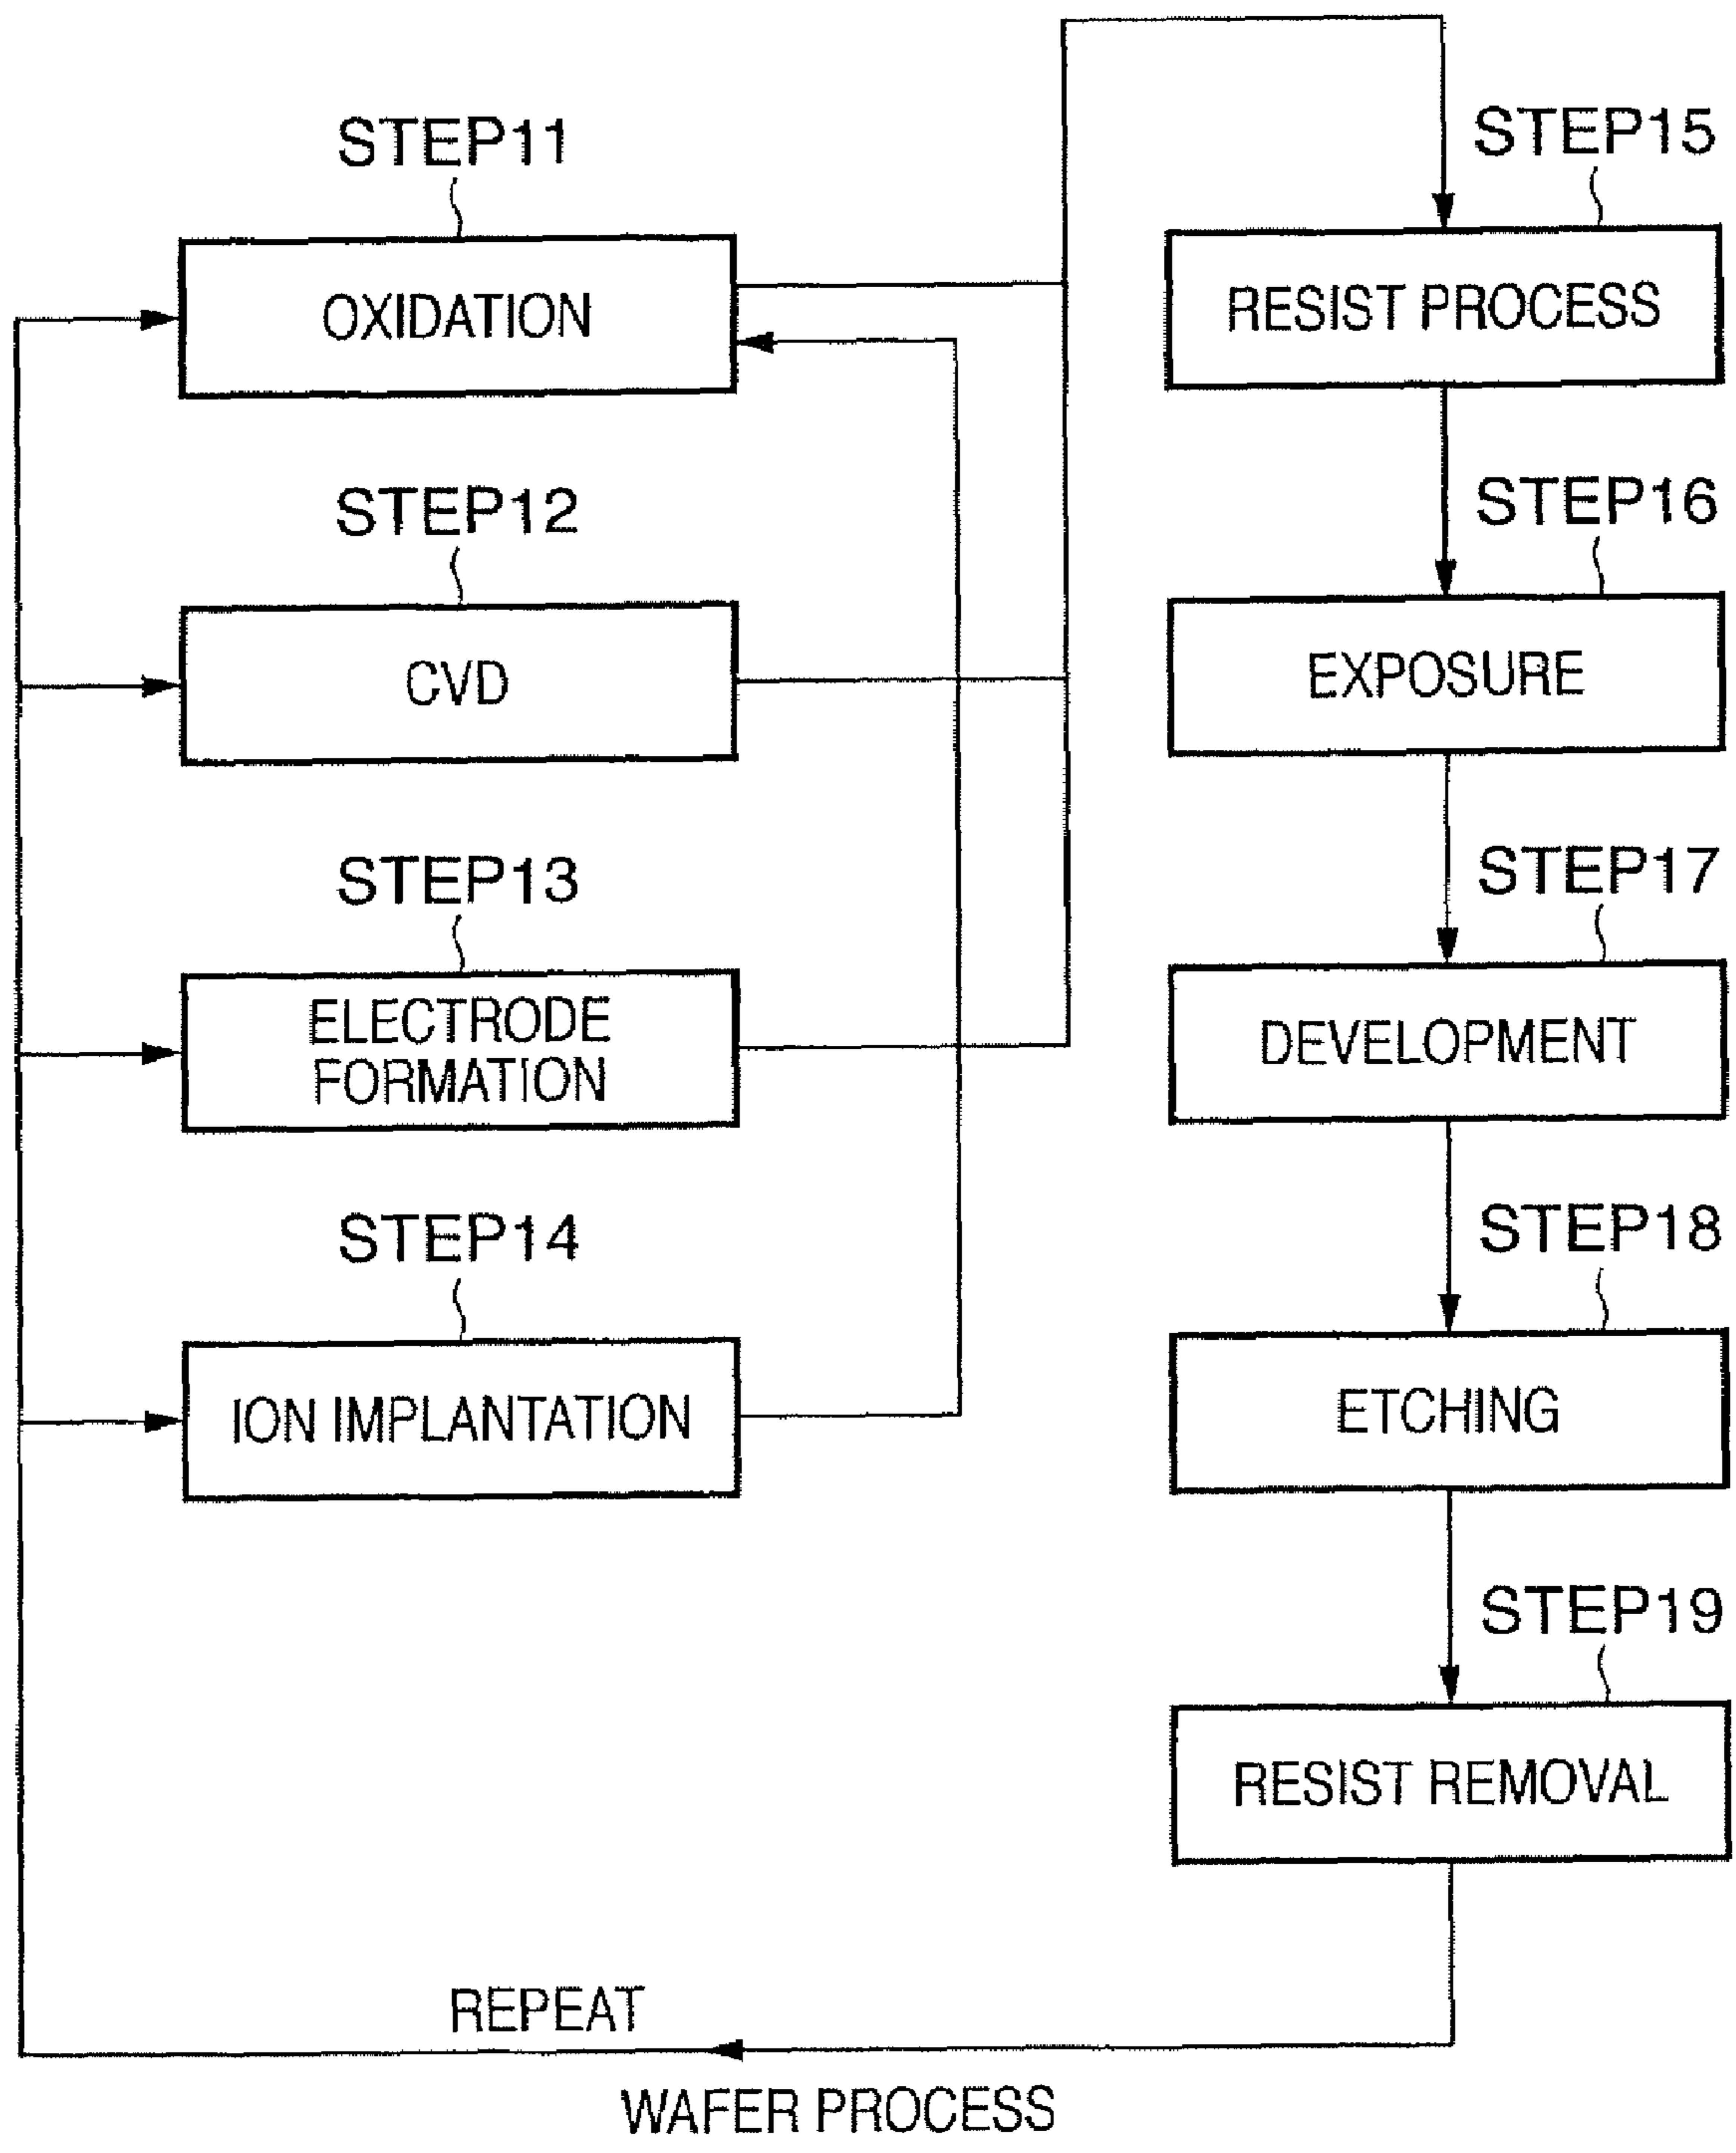 STEP11
OXIDATION
STEP12
CVD
STEP13
ELECTRODE
FORMATION
STEP14
ION IMPLANTATION
STEP15
RESIST PROCESS
STEP16
EXPOSURE
STEP17
DEVELOPMENT
STEP18
ETCHING
STEP19
RESIST REMOVAL
REPEAT
WAFER PROCESS